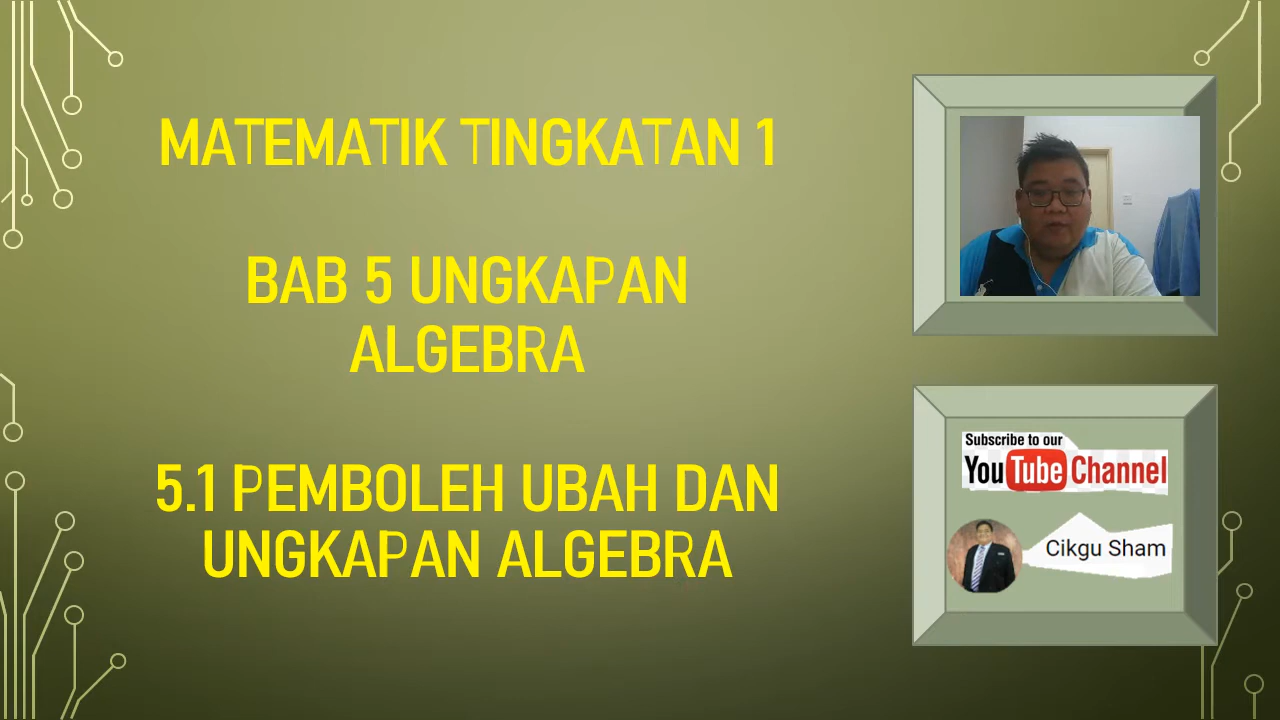 MATEMATIK TINGKATAN 1
BAB 5 UNGKAPAN
ALGEBRA
5.1 PEMBOLEH UBAH DAN
UNGKAPAN ALGEBRA
Subscribe to our
YouTube Channel
Cikgu Sham